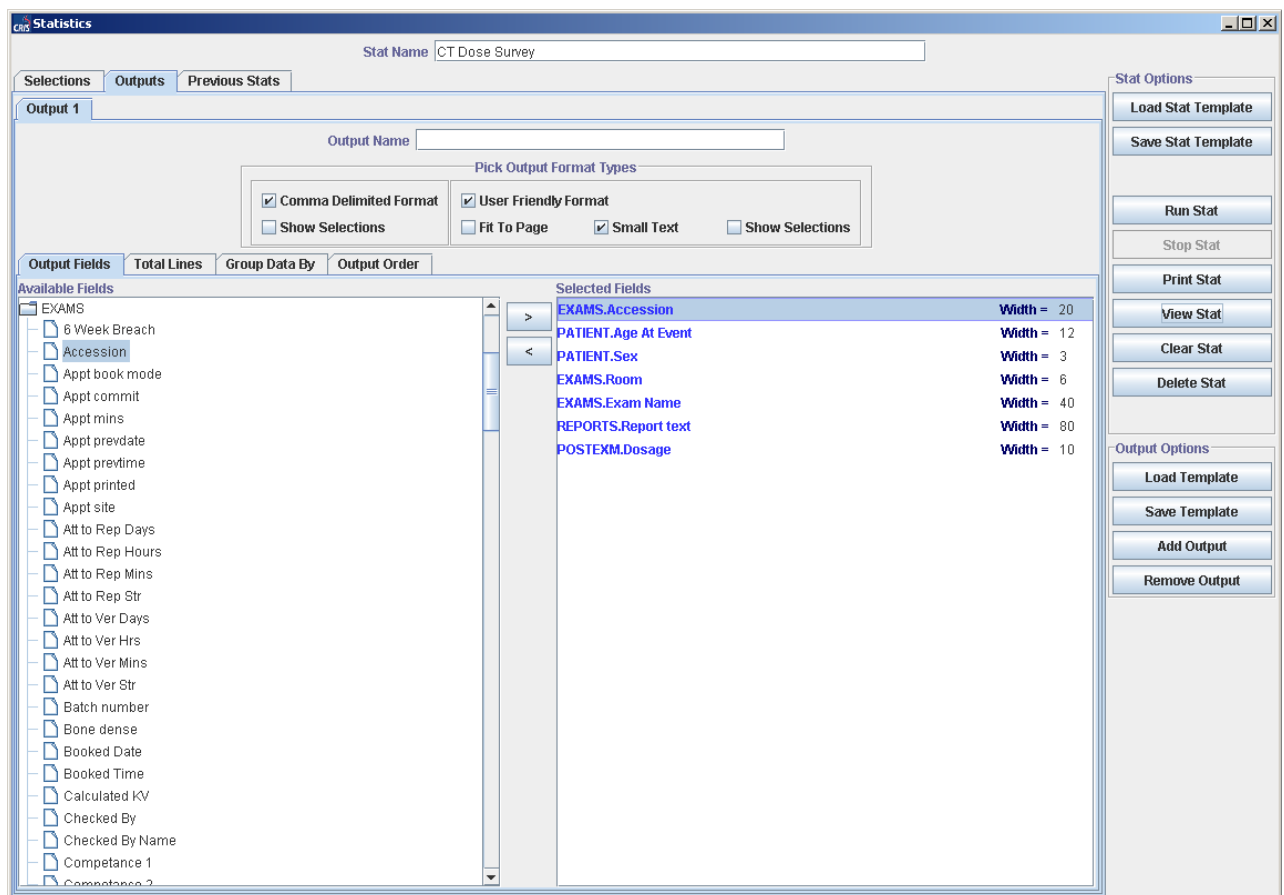 CRIS Statistics
Stat Name CT Dose Survey
Selections Outputs Previous Stats
Output 1
Output Name
Pick Output Format Types
Comma Delimited Format User Friendly Format
Show Selections Fit To Page Small Text Show Selections
Output Fields Total Lines Group Data By Output Order
Available Fields
EXAMS
6 Week Breach
Accession
Appt book mode
Appt commit
Appt mins
Appt prevdate
Appt prevtime
Appt printed
Appt site
Att to Rep Days
Att to Rep Hours
Att to Rep Mins
Att to Rep Str
Att to Ver Days
Att to Ver Hrs
Att to Ver Mins
Att to Ver Str
Batch number
Bone dense
Booked Date
Booked Time
Calculated KV
Checked By
Checked By Name
Competance 1
Competance 2
>
<
Selected Fields
EXAMS.Accession Width = 20
PATIENT.Age At Event Width = 12
PATIENT.Sex Width = 3
EXAMS.Room Width = 6
EXAMS.Exam Name Width = 40
REPORTS.Report text Width = 80
POSTEXM.Dosage Width = 10
Stat Options
Load Stat Template
Save Stat Template
Run Stat
Stop Stat
Print Stat
View Stat
Clear Stat
Delete Stat
Output Options
Load Template
Save Template
Add Output
Remove Output